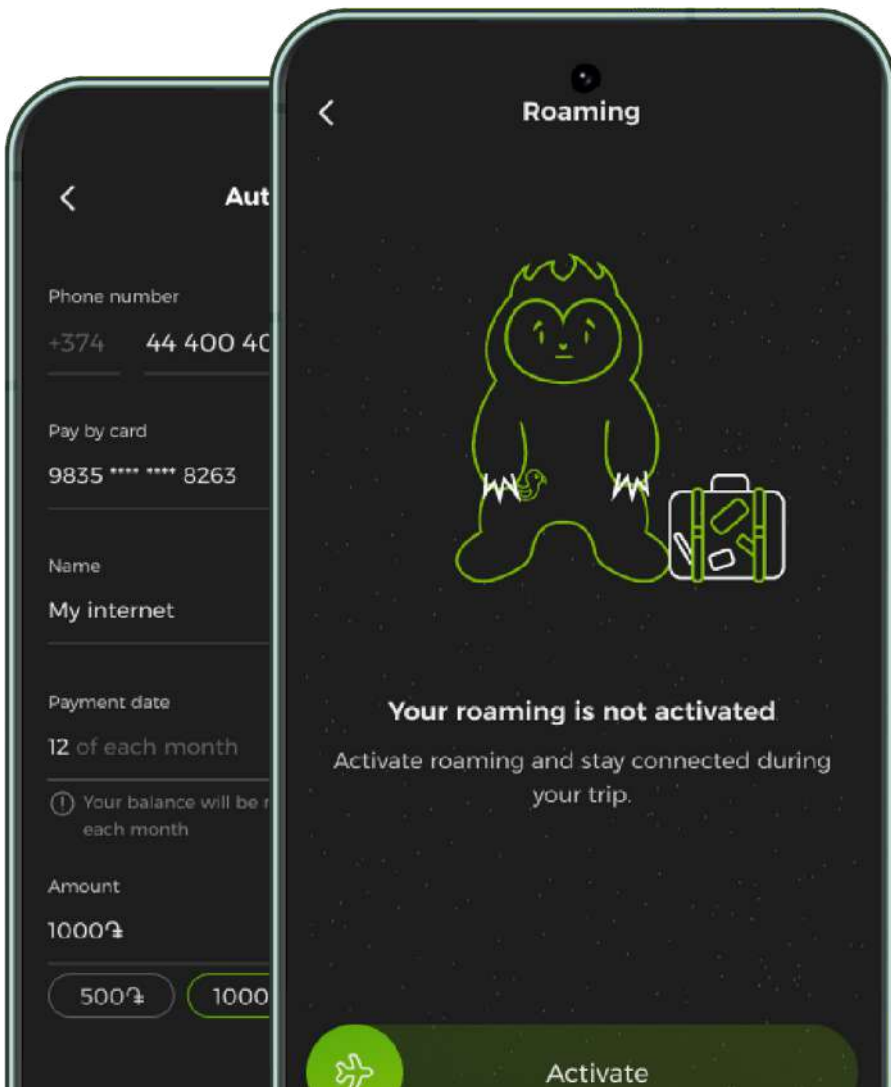 Roaming
Your roaming is not activated
Activate roaming and stay connected during
your trip.
Activate
Phone number
+374 44 400 40
Pay by card
9835 **** **** 8263
Name
My internet
Payment date
12 of each month
Your balance will be
each month
Amount
1000֏
500֏ 1000